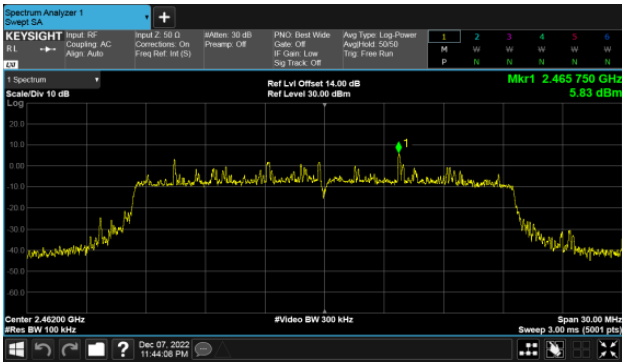 Spectrum Analyzer 1
Swept SA
+
KEYSIGHT Input: RF Input Z: 50 Ω #Atten: 30 dB PNO: Best Wide Avg Type: Log-Power 1 2 3 4 5 6
RL Coupling: AC Corrections: On Preamp: Off Gate: Off Avg|Hold: 50/50 M W W W W W
Align: Auto Freq Ref: Int (S) IF Gain: Low Trig: Free Run P N N N N N
LXI Sig Track: Off
1 Spectrum Ref Lvl Offset 14.00 dB Mkr1 2.465 750 GHz
Scale/Div 10 dB Ref Level 30.00 dBm 5.83 dBm
Log
20.0
10.0
1
0.00
-10.0
-20.0
-30.0
-40.0
-50.0
-60.0
Center 2.46200 GHz #Video BW 300 kHz Span 30.00 MHz
#Res BW 100 kHz Sweep 3.00 ms (5001 pts)
? Dec 07, 2022
11:44:08 PM